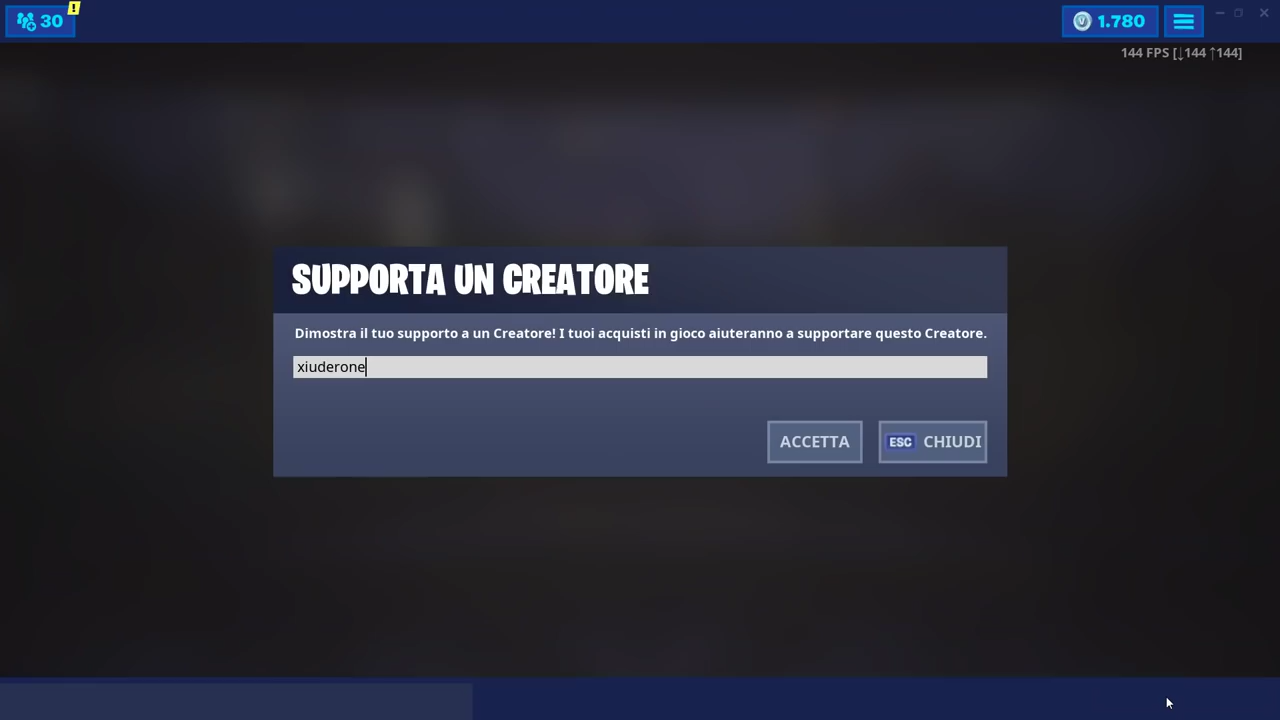 30
!
1.780
144 FPS [↓144 ↑144]
SUPPORTA UN CREATORE
Dimostra il tuo supporto a un Creatore! I tuoi acquisti in gioco aiuteranno a supportare questo Creatore.
xiuderone
ACCETTA
ESC CHIUDI